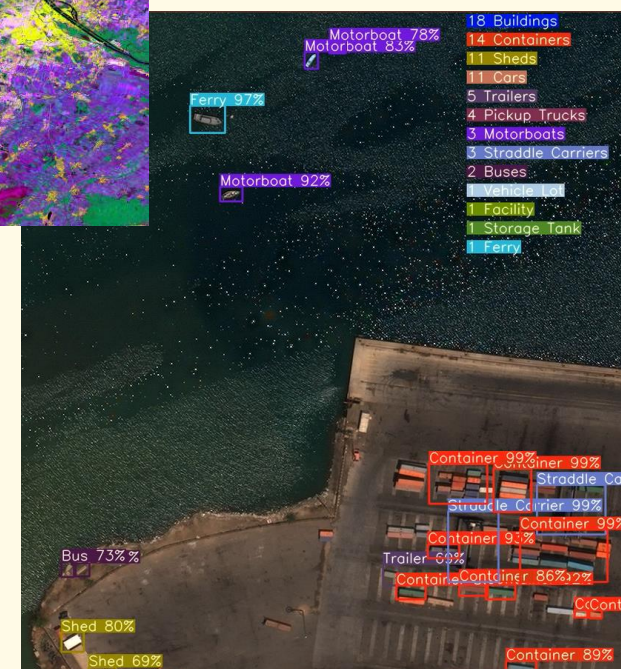 Motorboat 78%
Motorboat 83%
Ferry 97%
Motorboat 92%
18 Buildings
14 Containers
11 Sheds
11 Cars
5 Trailers
4 Pickup Trucks
3 Motorboats
3 Straddle Carriers
2 Buses
1 Vehicle Lot
1 Facility
1 Storage Tank
1 Ferry
Container 99%
99%
Straddle
Straddle Carrier 99%
Container 99%
Container 93%
Bus 73%
Trailer 69%
Container 86%
Shed 80%
Shed 69%
Container 89%